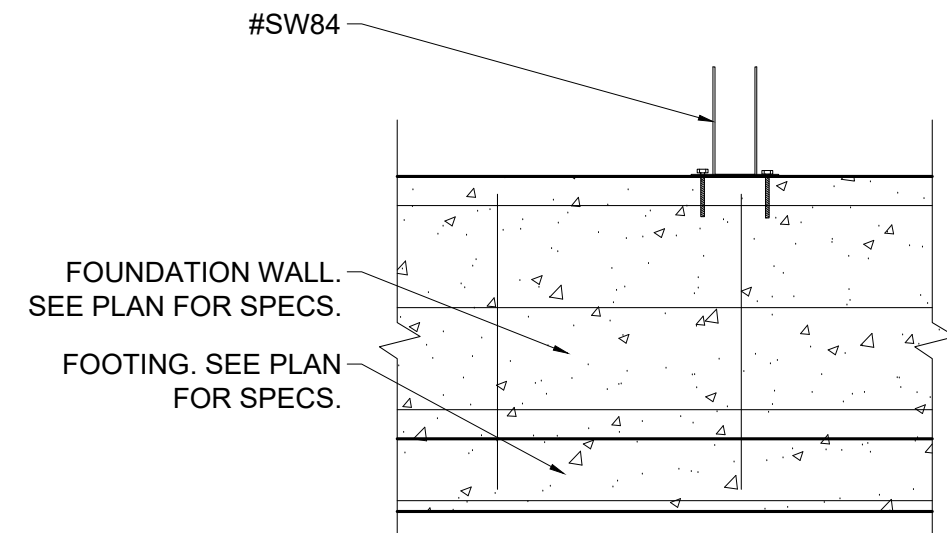 #SW84
FOUNDATION WALL.
SEE PLAN FOR SPECS.
FOOTING. SEE PLAN
FOR SPECS.